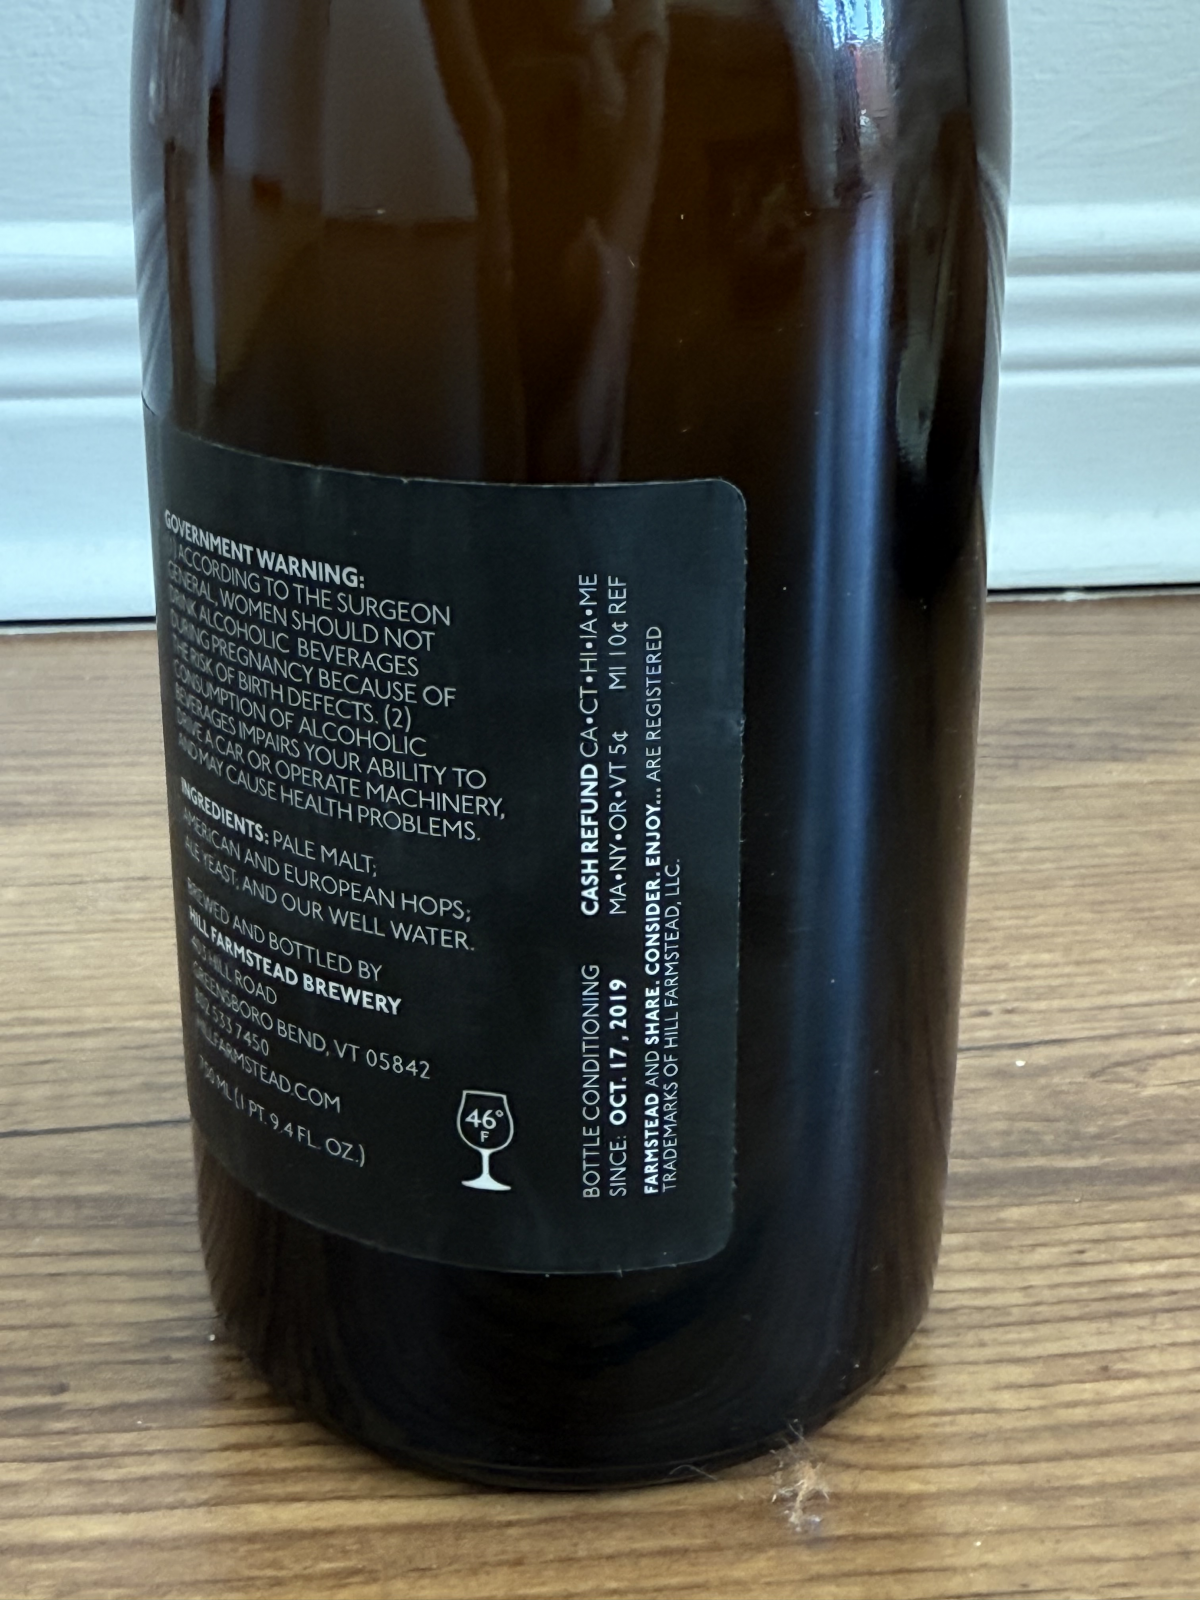 GOVERNMENT WARNING:
ACCORDING TO THE SURGEON
GENERAL, WOMEN SHOULD NOT
DRINK ALCOHOLIC BEVERAGES
DURING PREGNANCY BECAUSE OF
THE RISK OF BIRTH DEFECTS. (2)
CONSUMPTION OF ALCOHOLIC
BEVERAGES IMPAIRS YOUR ABILITY TO
DRIVE A CAR OR OPERATE MACHINERY,
AND MAY CAUSE HEALTH PROBLEMS.
INGREDIENTS: PALE MALT;
AMERICAN AND EUROPEAN HOPS;
ALE YEAST; AND OUR WELL WATER.
BREWED AND BOTTLED BY
HILL FARMSTEAD BREWERY
403 HILL ROAD
GREENSBORO BEND, VT 05842
802 533 7450
HILLFARMSTEAD.COM
750 ML (1 PT. 9.4 FL. OZ.)
46°
F
BOTTLE CONDITIONING CASH REFUND CA•CT•HI•IA•ME
SINCE: OCT. 17, 2019 MA•NY•OR•VT 5¢ MI 10¢ REF
FARMSTEAD AND SHARE. CONSIDER. ENJOY... ARE REGISTERED
TRADEMARKS OF HILL FARMSTEAD, LLC.